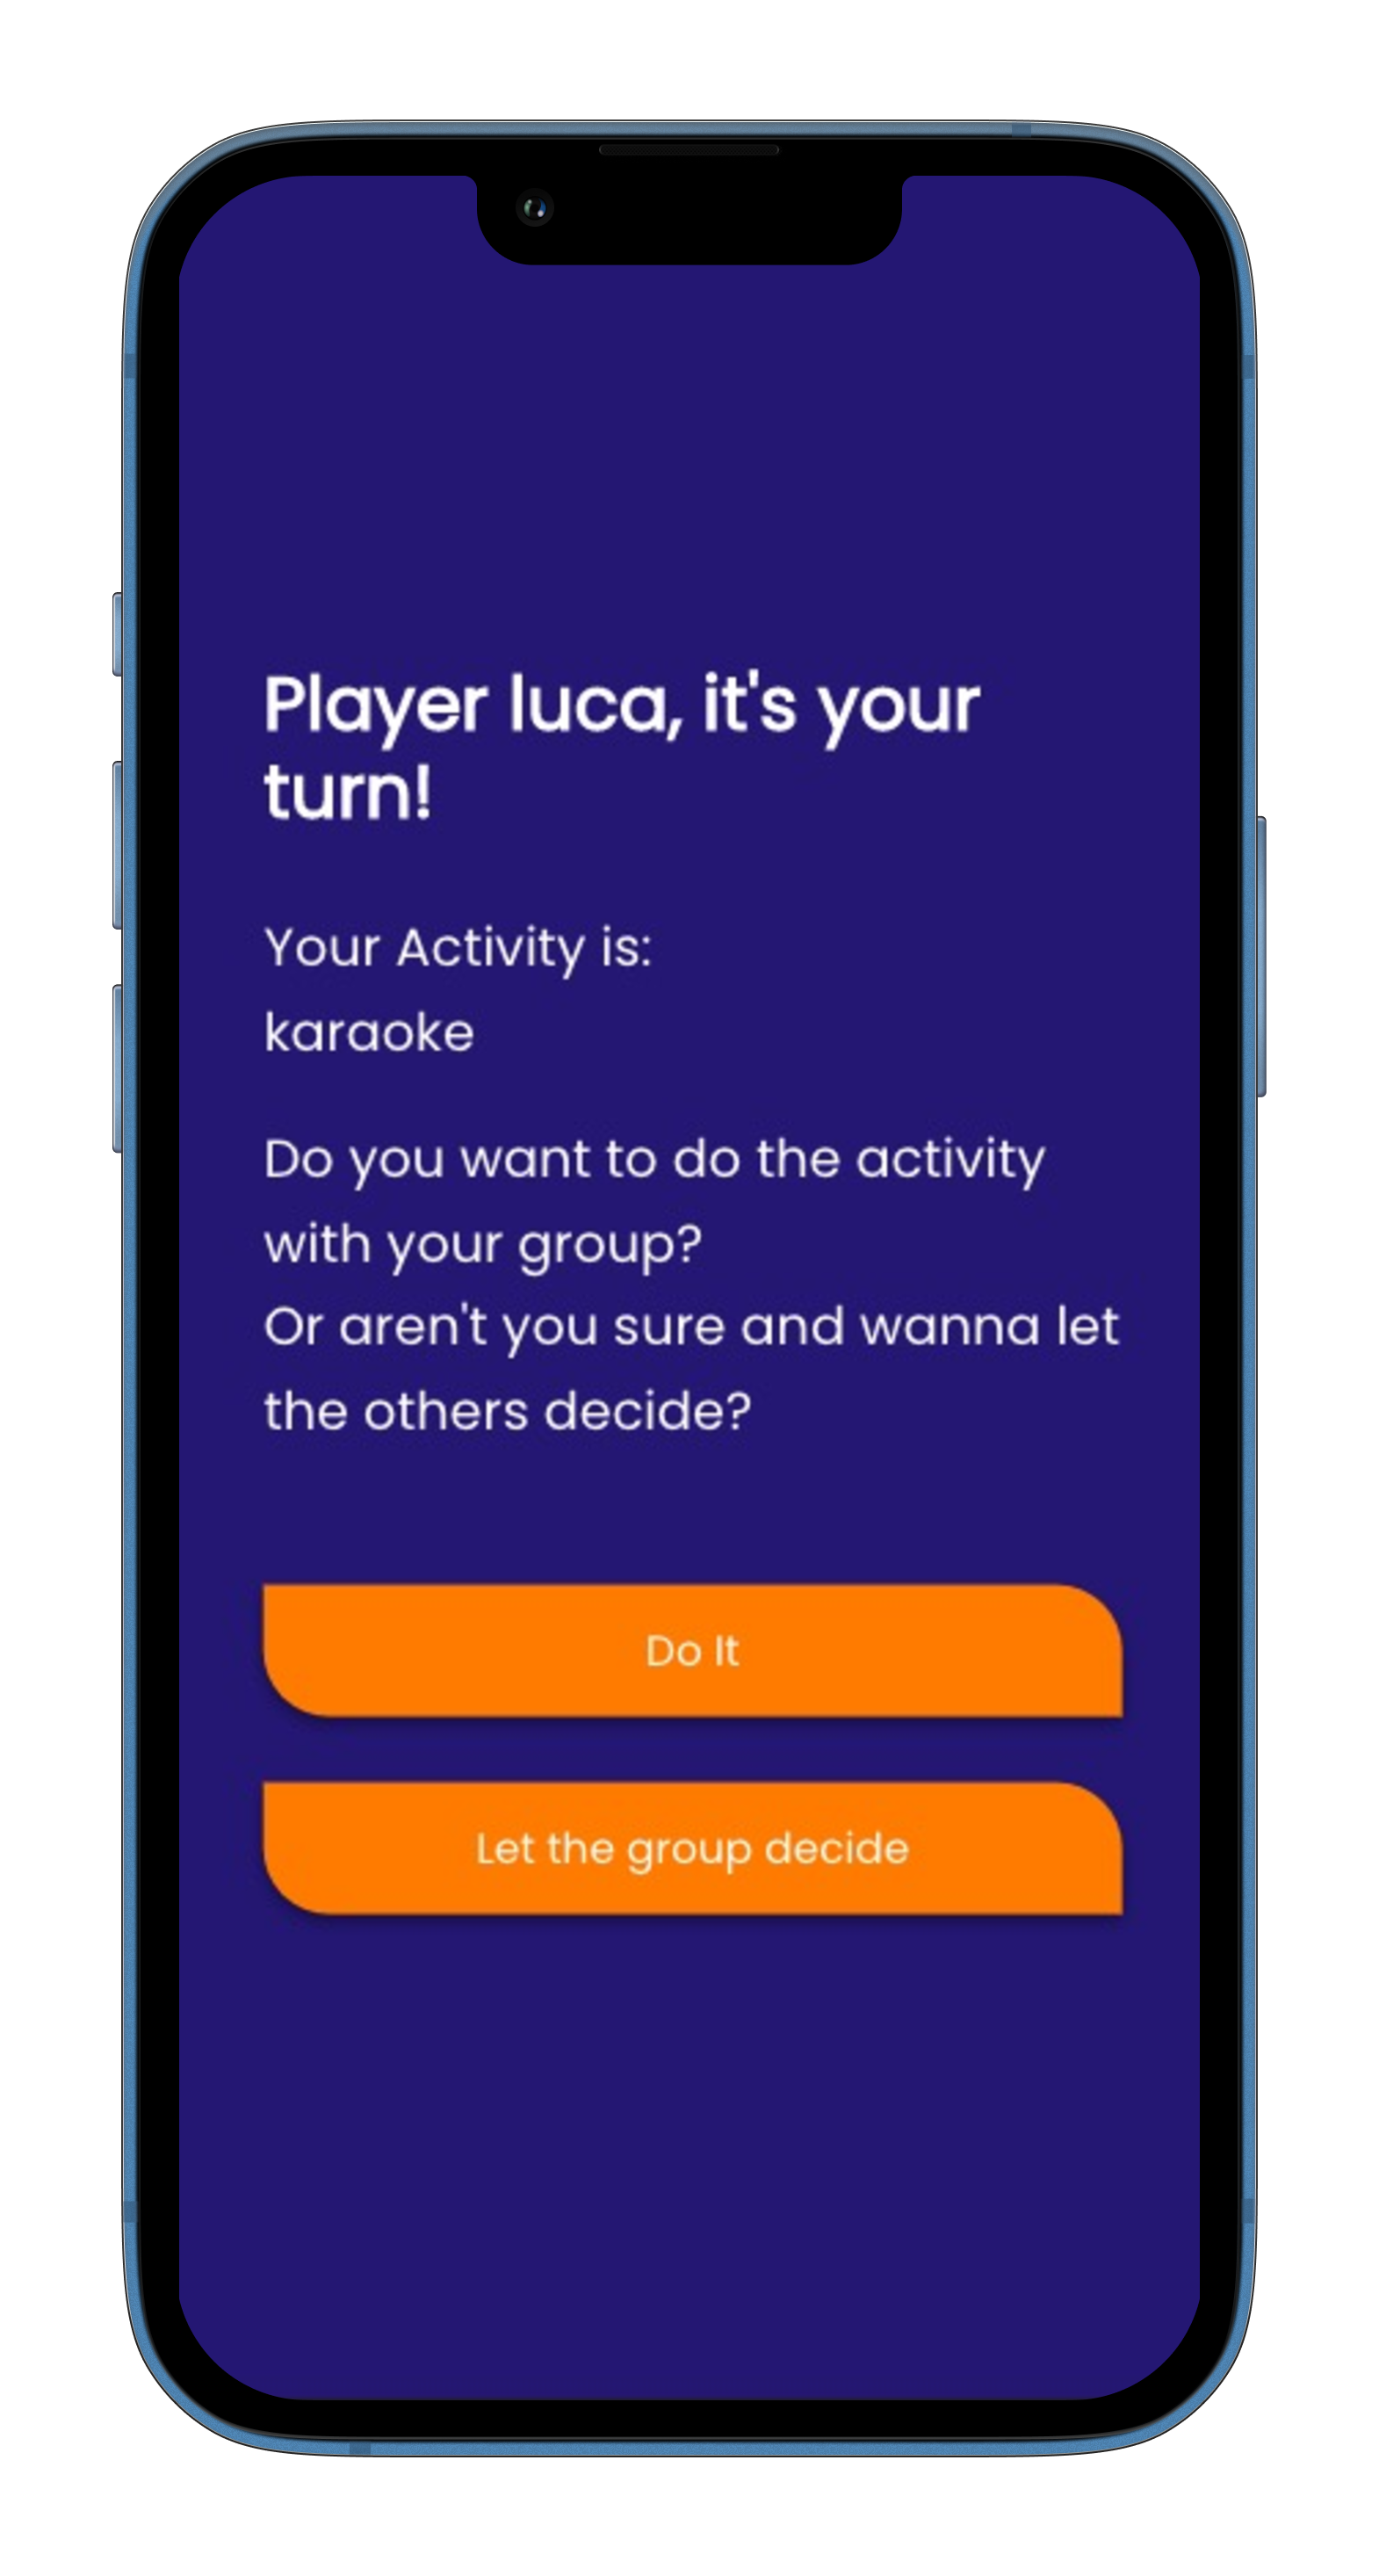 Player luca, it's your
turn!
Your Activity is:
karaoke
Do you want to do the activity
with your group?
Or aren't you sure and wanna let
the others decide?
Do It
Let the group decide